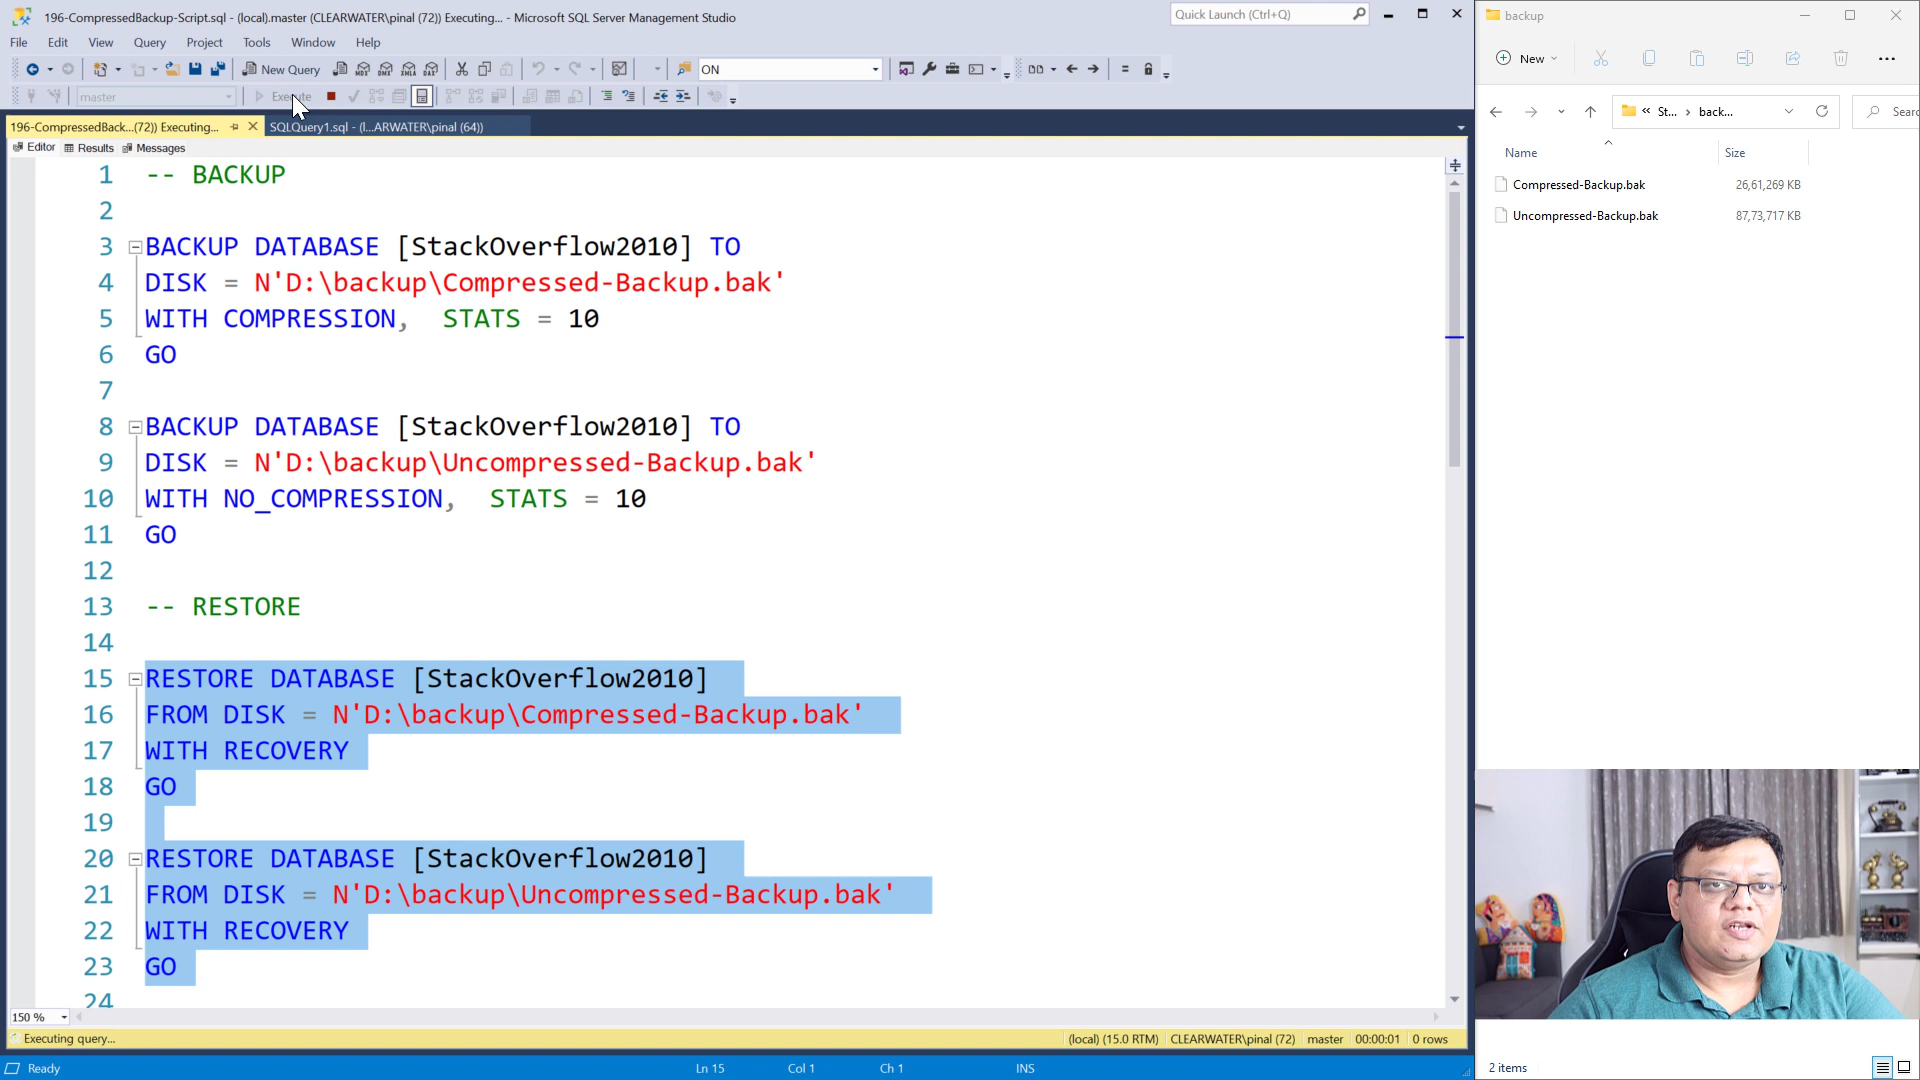 196-CompressedBackup-Script.sql - (local).master (CLEARWATER\pinal (72)) Executing... - Microsoft SQL Server Management Studio
Quick Launch (Ctrl+Q)
File Edit View Query Project Tools Window Help
New Query
MDX DMX XMLA DAX
ON
master
Execute
196-CompressedBack...(72)) Executing...
SQLQuery1.sql - (l...ARWATER\pinal (64))
Editor Results Messages
1 -- BACKUP
2
3 BACKUP DATABASE [StackOverflow2010] TO
4 DISK = N'D:\backup\Compressed-Backup.bak'
5 WITH COMPRESSION, STATS = 10
6 GO
7
8 BACKUP DATABASE [StackOverflow2010] TO
9 DISK = N'D:\backup\Uncompressed-Backup.bak'
10 WITH NO_COMPRESSION, STATS = 10
11 GO
12
13 -- RESTORE
14
15 RESTORE DATABASE [StackOverflow2010]
16 FROM DISK = N'D:\backup\Compressed-Backup.bak'
17 WITH RECOVERY
18 GO
19
20 RESTORE DATABASE [StackOverflow2010]
21 FROM DISK = N'D:\backup\Uncompressed-Backup.bak'
22 WITH RECOVERY
23 GO
24
150 %
Executing query...
(local) (15.0 RTM) CLEARWATER\pinal (72) master 00:00:01 0 rows
Ready
Ln 15 Col 1 Ch 1 INS
backup
New
« St... › back...
Searc
Name Size
Compressed-Backup.bak 26,61,269 KB
Uncompressed-Backup.bak 87,73,717 KB
2 items